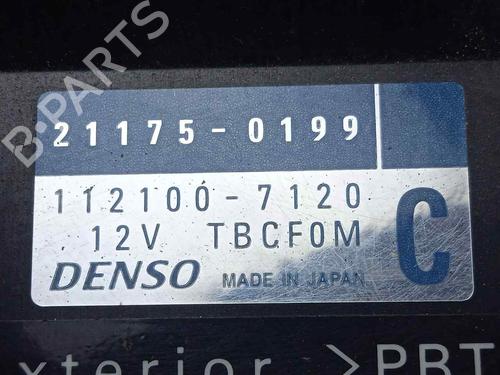 B-PARTS
21175-0199
112100-7120
12V TBCF0M
C
DENSO MADE IN JAPAN
xterior >PBT